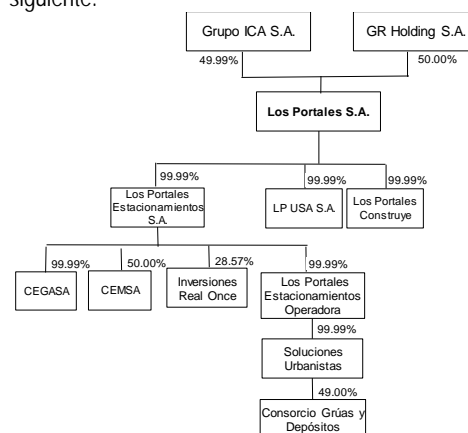 siguiente:
Grupo ICA S.A.
GR Holding S.A.
49.99%
50.00%
Los Portales S.A.
99.99%
99.99%
99.99%
Los Portales
Estacionamientos
S.A.
LP USA S.A.
Los Portales
Construye
99.99%
50.00%
28.57%
99.99%
CEGASA
CEMSA
Inversiones
Real Once
Los Portales
Estacionamientos
Operadora
99.99%
Soluciones
Urbanistas
49.00%
Consorcio Grúas y
Depósitos